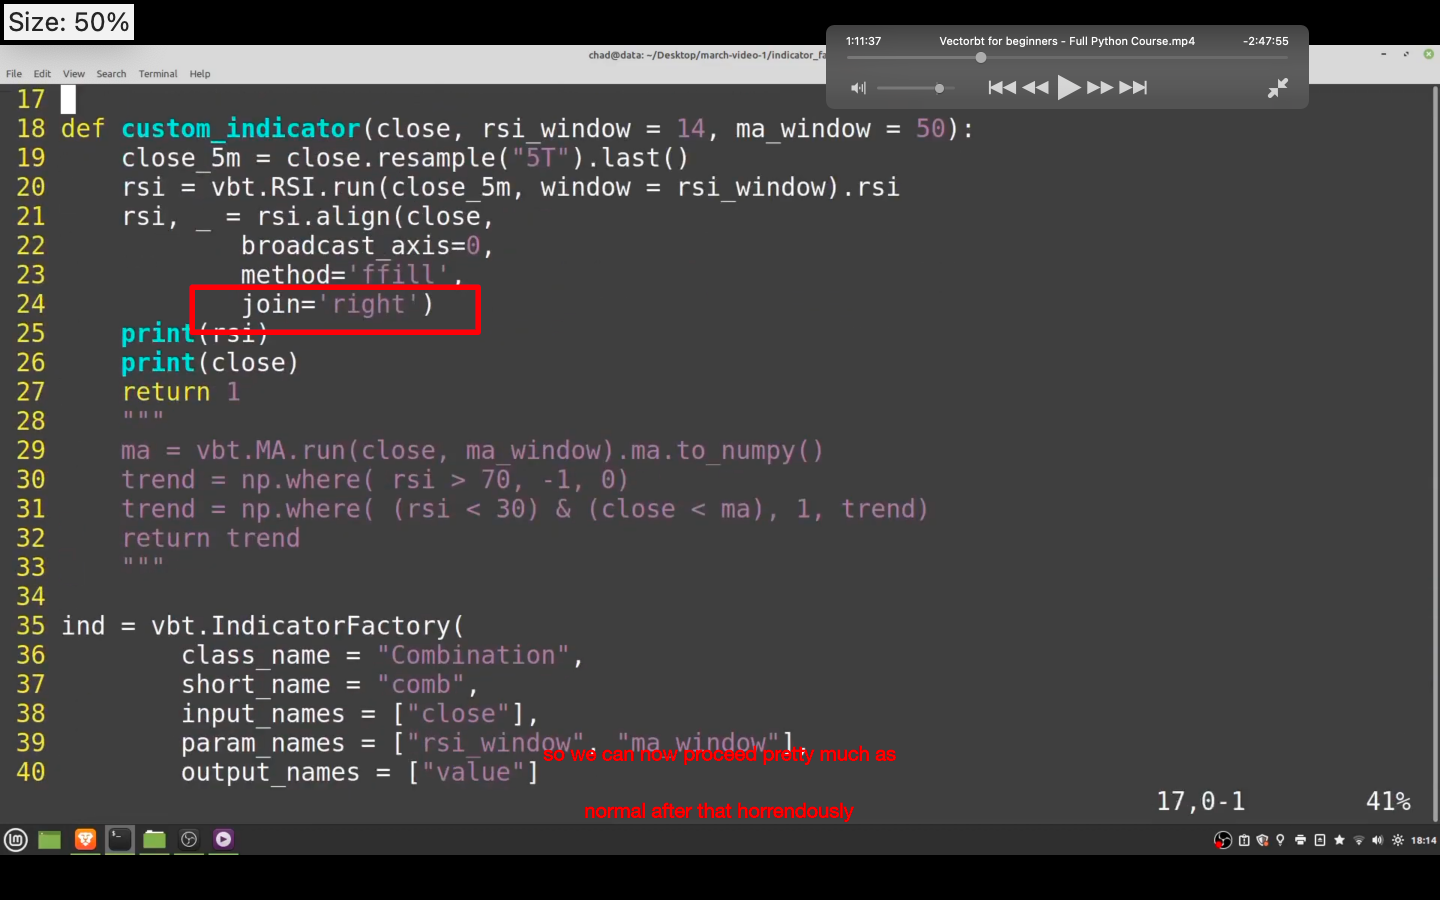 Size: 50%
1:11:37 Vectorbt for beginners - Full Python Course.mp4 -2:47:55
chad@data: ~/Desktop/march-video-1/indicator_fa
File Edit View Search Terminal Help
17
18 def custom_indicator(close, rsi_window = 14, ma_window = 50):
19 close_5m = close.resample("5T").last()
20 rsi = vbt.RSI.run(close_5m, window = rsi_window).rsi
21 rsi, _ = rsi.align(close,
22 broadcast_axis=0,
23 method='ffill',
24 join='right')
25 print(rsi)
26 print(close)
27 return 1
28 """
29 ma = vbt.MA.run(close, ma_window).ma.to_numpy()
30 trend = np.where( rsi > 70, -1, 0)
31 trend = np.where( (rsi < 30) & (close < ma), 1, trend)
32 return trend
33 """
34
35 ind = vbt.IndicatorFactory(
36 class_name = "Combination",
37 short_name = "comb",
38 input_names = ["close"],
39 param_names = ["rsi_window", "ma_window"],
40 output_names = ["value"]
so we can now proceed pretty much as
normal after that horrendously
17,0-1 41%
18:14